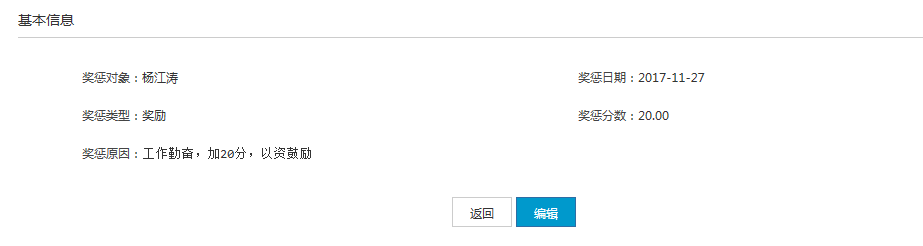 基本信息
奖惩对象：杨江涛 奖惩日期：2017-11-27
奖惩类型：奖励 奖惩分数：20.00
奖惩原因：工作勤奋，加20分，以资鼓励
返回 编辑